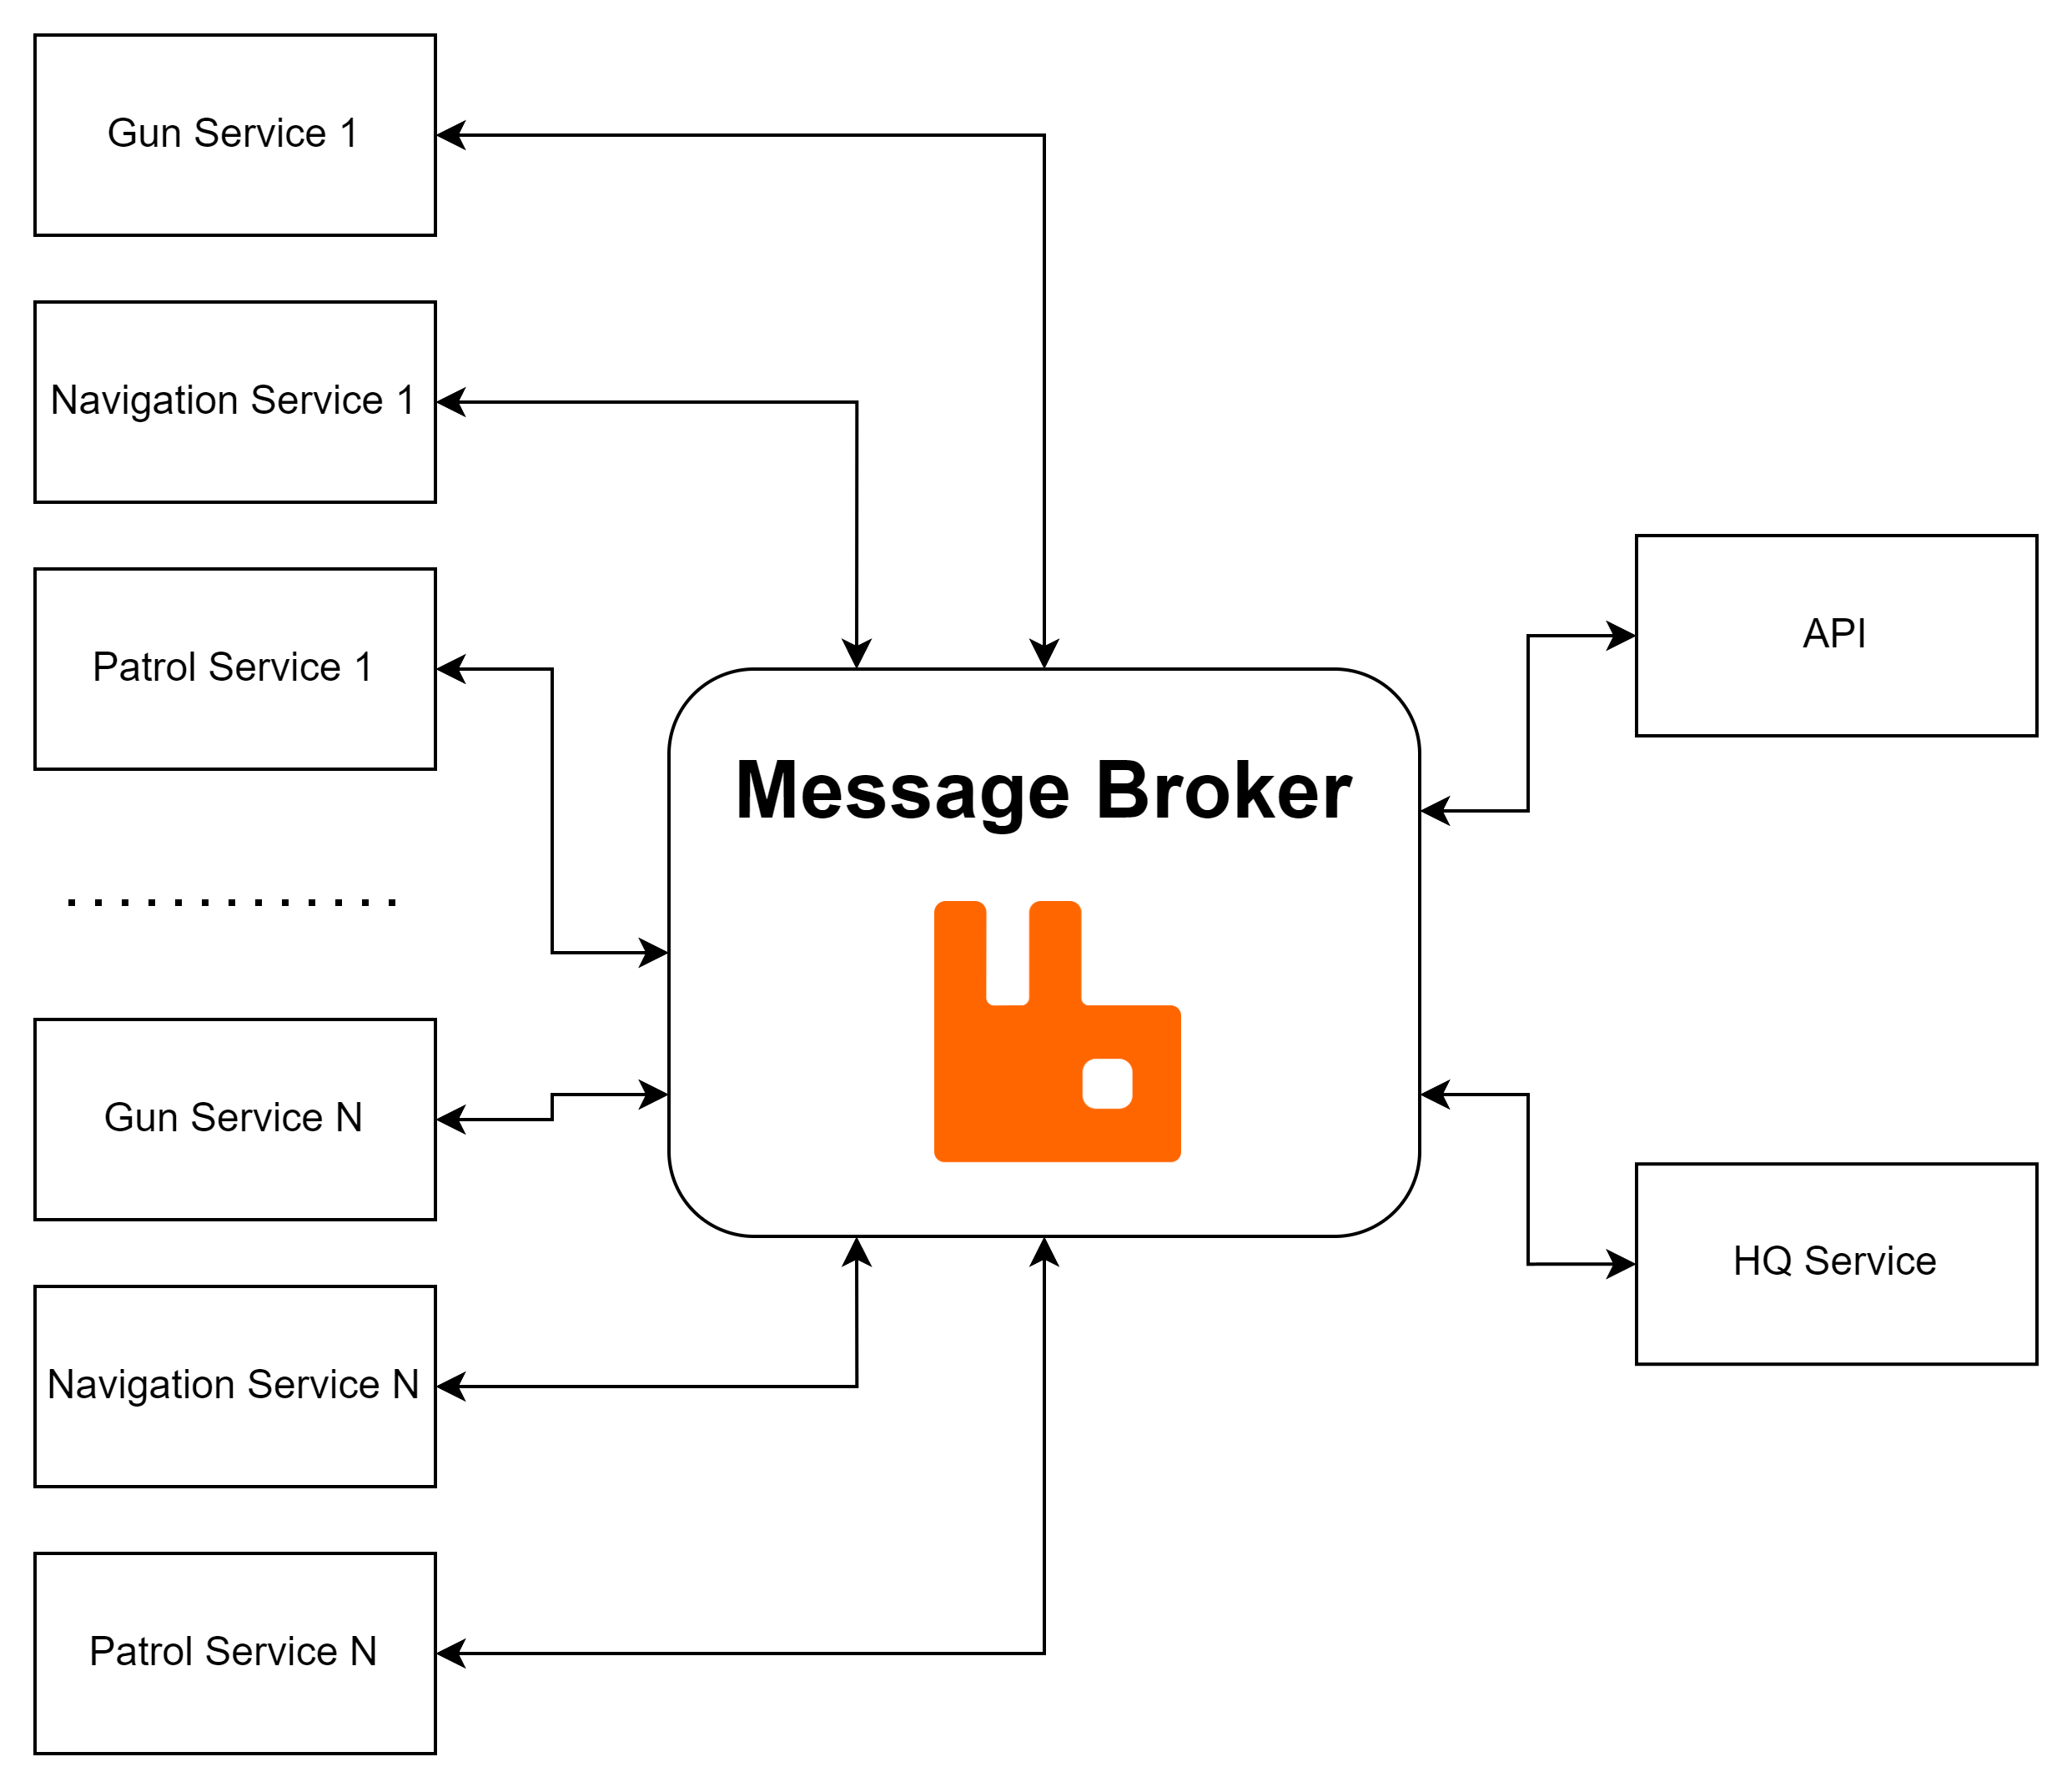 Gun Service 1
Navigation Service 1
Patrol Service 1
. . . . . . . . . . . . .
Gun Service N
Navigation Service N
Patrol Service N
Message Broker
API
HQ Service